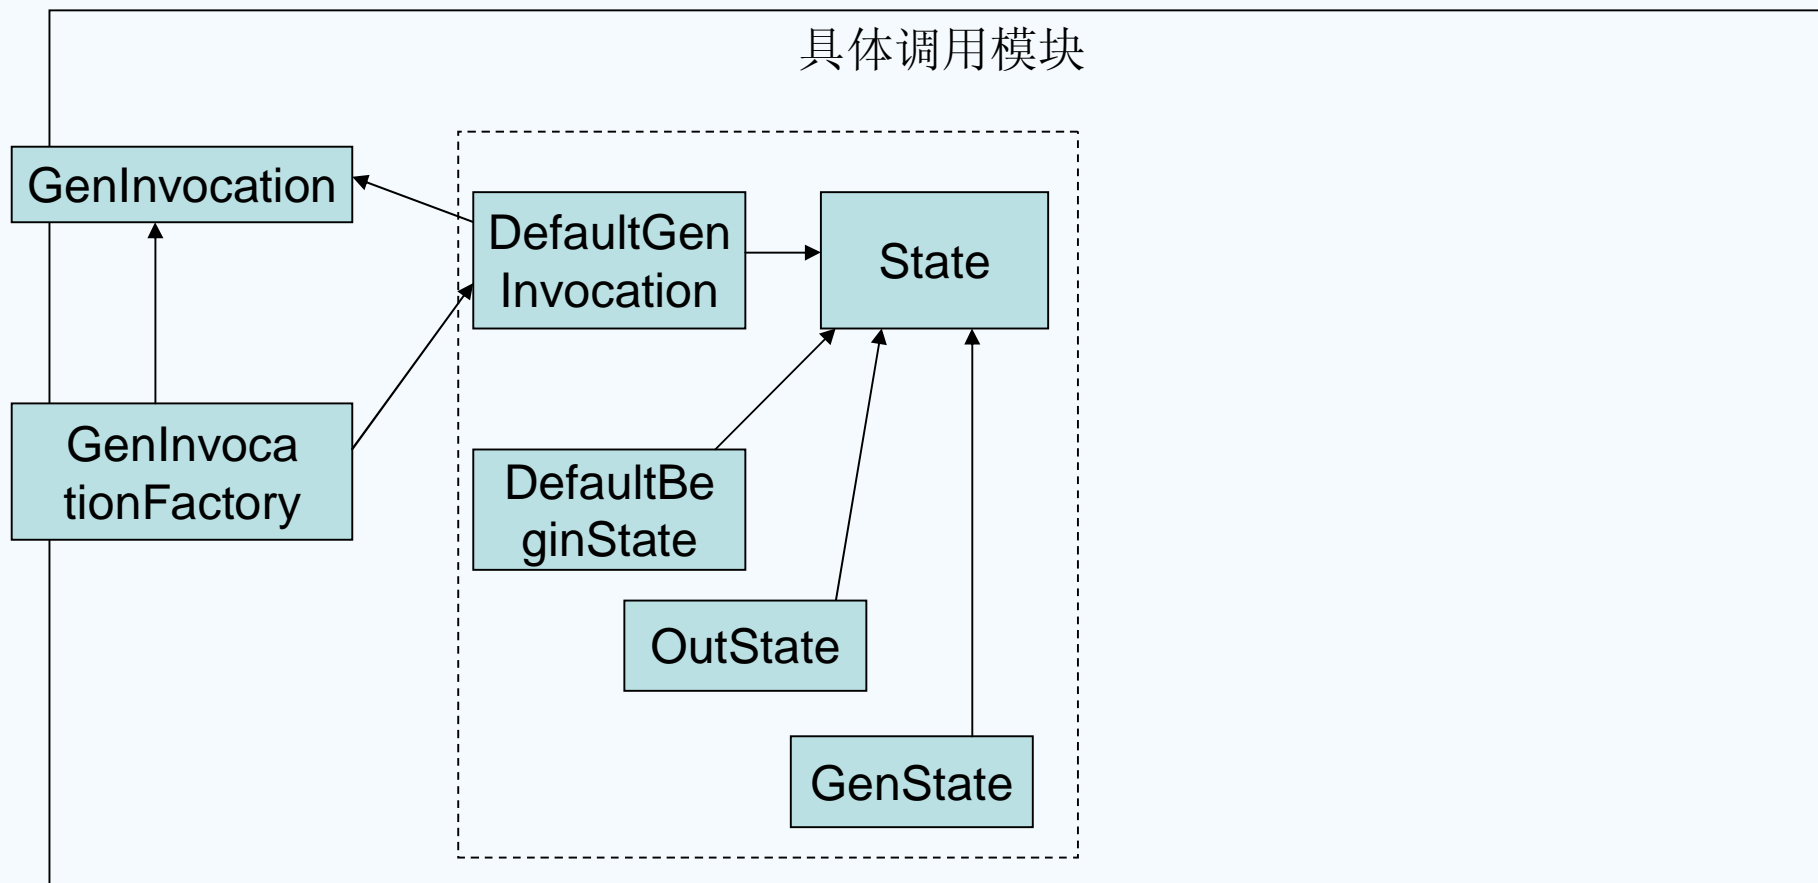 具体调用模块
GenInvocation
DefaultGen
Invocation
State
GenInvoca
tionFactory
DefaultBe
ginState
OutState
GenState